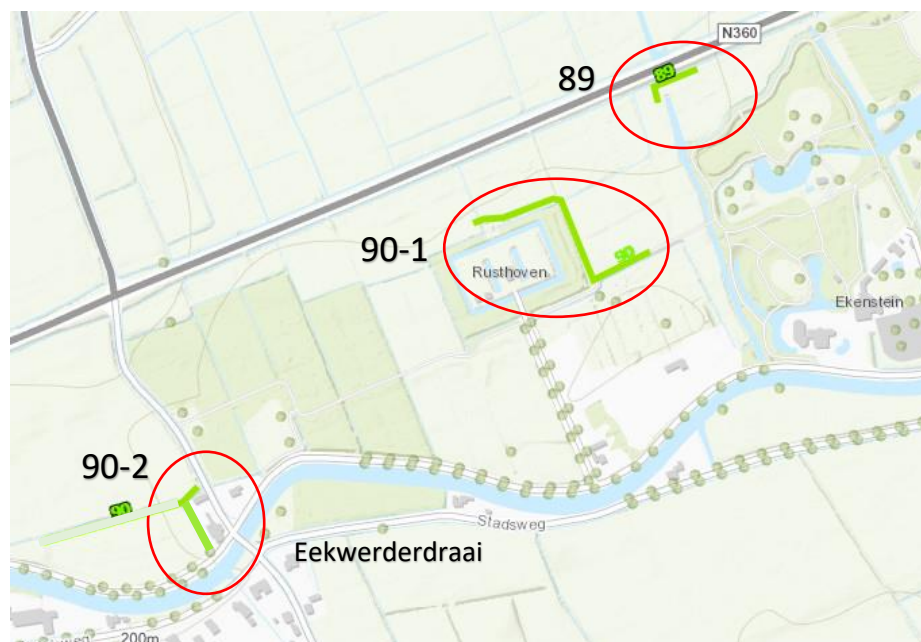 N360
89
89
90-1
90
Rusthoven
Ekenstein
90-2
90
Stadsweg
Eekwerderdraai
200m